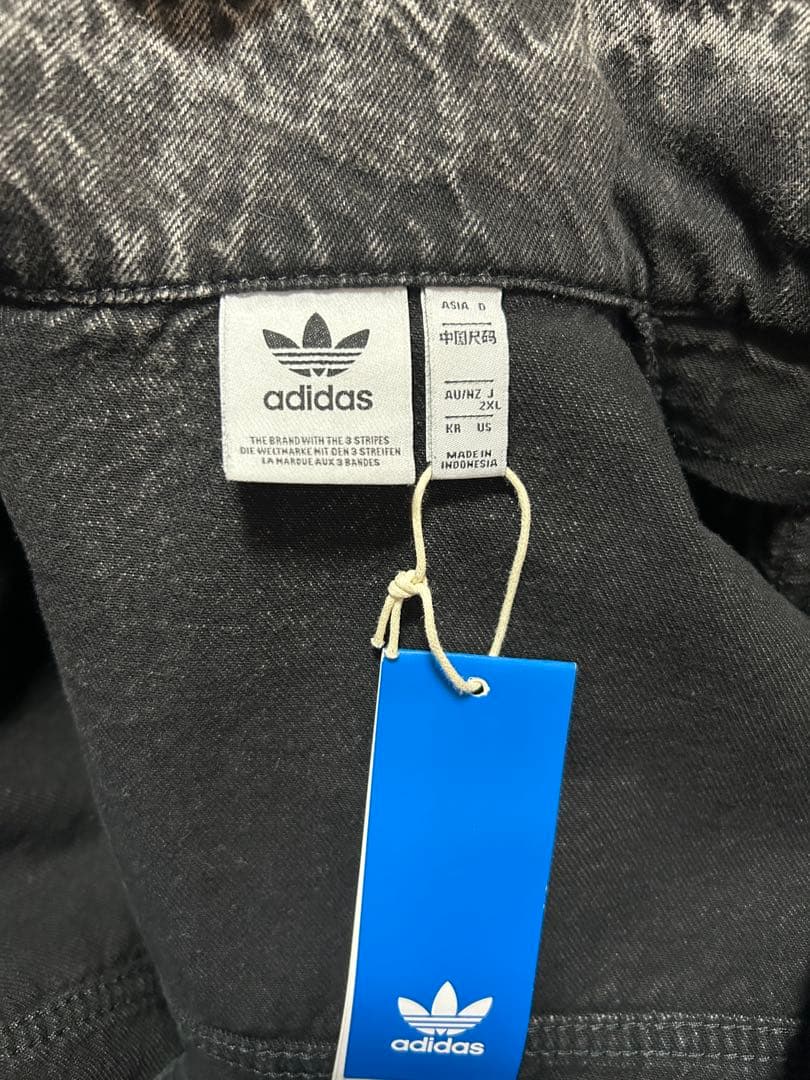 adidas
THE BRAND WITH THE 3 STRIPES
DIE WELTMARKE MIT DEN 3 STREIFEN
LA MARQUE AUX 3 BANDES
ASIA D
中国尺码
AU/NZ J
2XL
KR US
MADE IN
INDONESIA
adidas